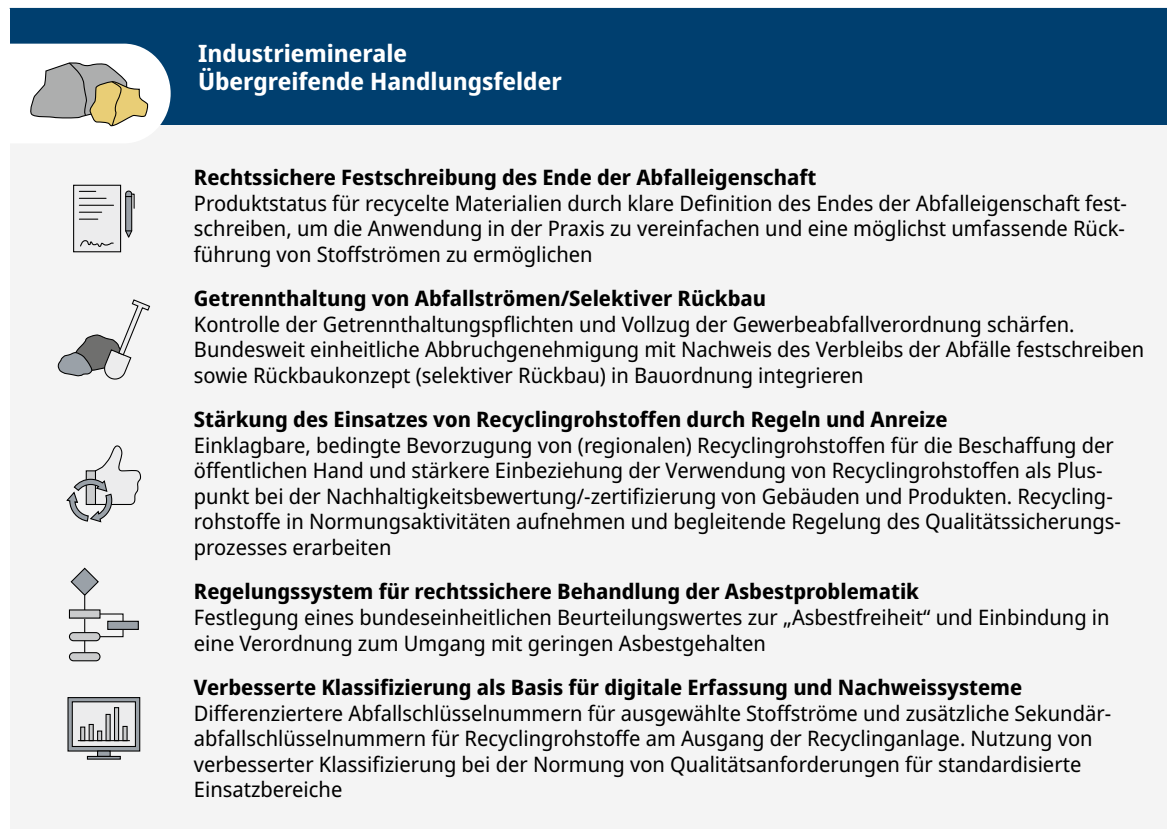 Industrieminerale
Übergreifende Handlungsfelder
Rechtssichere Festschreibung des Ende der Abfalleigenschaft
Produktstatus für recycelte Materialien durch klare Definition des Endes der Abfalleigenschaft fest-
schreiben, um die Anwendung in der Praxis zu vereinfachen und eine möglichst umfassende Rück-
führung von Stoffströmen zu ermöglichen
Getrennthaltung von Abfallströmen/Selektiver Rückbau
Kontrolle der Getrennthaltungspflichten und Vollzug der Gewerbeabfallverordnung schärfen.
Bundesweit einheitliche Abbruchgenehmigung mit Nachweis des Verbleibs der Abfälle festschreiben
sowie Rückbaukonzept (selektiver Rückbau) in Bauordnung integrieren
Stärkung des Einsatzes von Recyclingrohstoffen durch Regeln und Anreize
Einklagbare, bedingte Bevorzugung von (regionalen) Recyclingrohstoffen für die Beschaffung der
öffentlichen Hand und stärkere Einbeziehung der Verwendung von Recyclingrohstoffen als Plus-
punkt bei der Nachhaltigkeitsbewertung/-zertifizierung von Gebäuden und Produkten. Recycling-
rohstoffe in Normungsaktivitäten aufnehmen und begleitende Regelung des Qualitätssicherungs-
prozesses erarbeiten
Regelungssystem für rechtssichere Behandlung der Asbestproblematik
Festlegung eines bundeseinheitlichen Beurteilungswertes zur „Asbestfreiheit“ und Einbindung in
eine Verordnung zum Umgang mit geringen Asbestgehalten
Verbesserte Klassifizierung als Basis für digitale Erfassung und Nachweissysteme
Differenziertere Abfallschlüsselnummern für ausgewählte Stoffströme und zusätzliche Sekundär-
abfallschlüsselnummern für Recyclingrohstoffe am Ausgang der Recyclinganlage. Nutzung von
verbesserter Klassifizierung bei der Normung von Qualitätsanforderungen für standardisierte
Einsatzbereiche